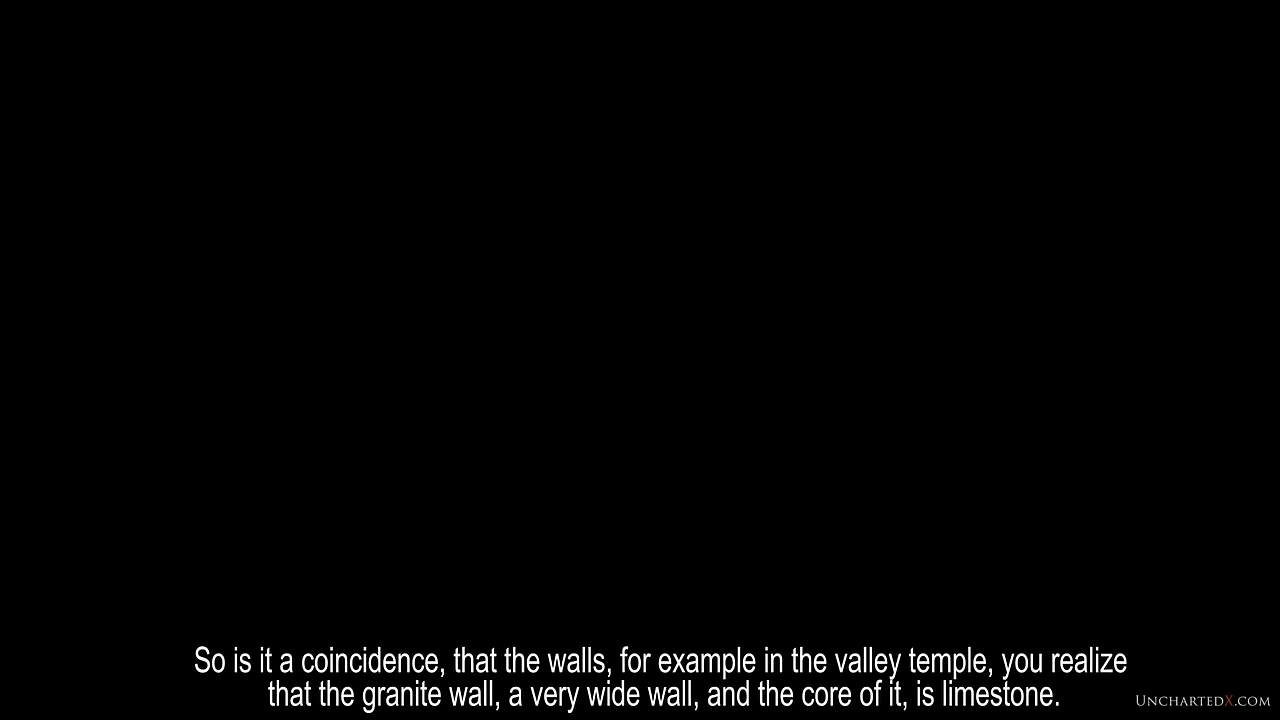 So is it a coincidence, that the walls, for example in the valley temple, you realize
that the granite wall, a very wide wall, and the core of it, is limestone.
UnchartedX.com